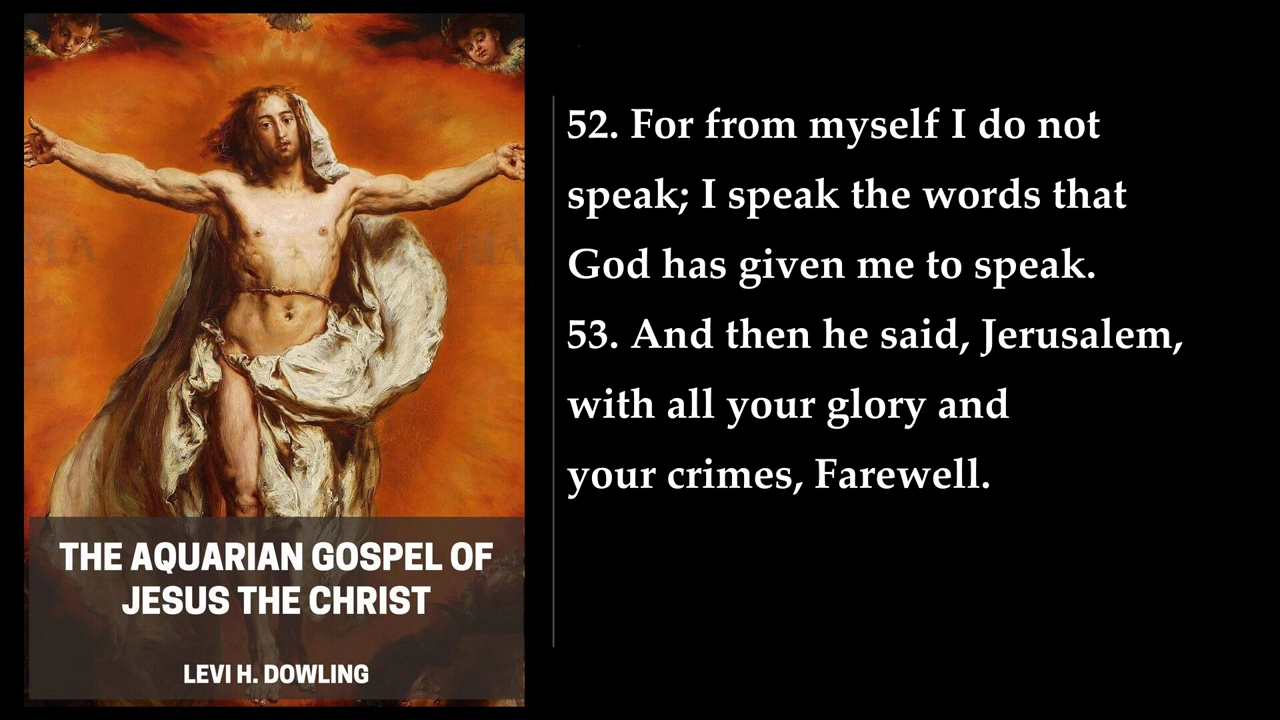 THE AQUARIAN GOSPEL OF
JESUS THE CHRIST
LEVI H. DOWLING
52. For from myself I do not
speak; I speak the words that
God has given me to speak.
53. And then he said, Jerusalem,
with all your glory and
your crimes, Farewell.